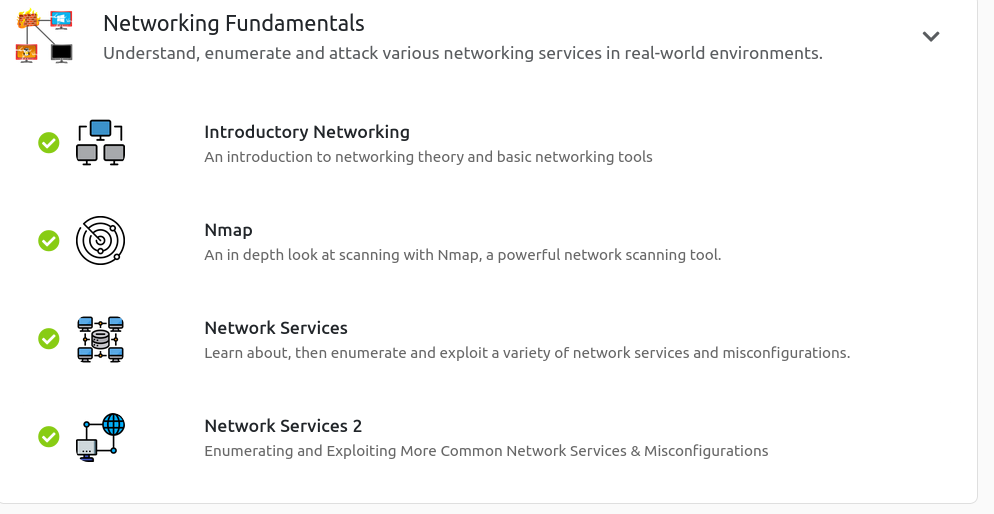 Networking Fundamentals
Understand, enumerate and attack various networking services in real-world environments.
Introductory Networking
An introduction to networking theory and basic networking tools
Nmap
An in depth look at scanning with Nmap, a powerful network scanning tool.
Network Services
Learn about, then enumerate and exploit a variety of network services and misconfigurations.
Network Services 2
Enumerating and Exploiting More Common Network Services & Misconfigurations